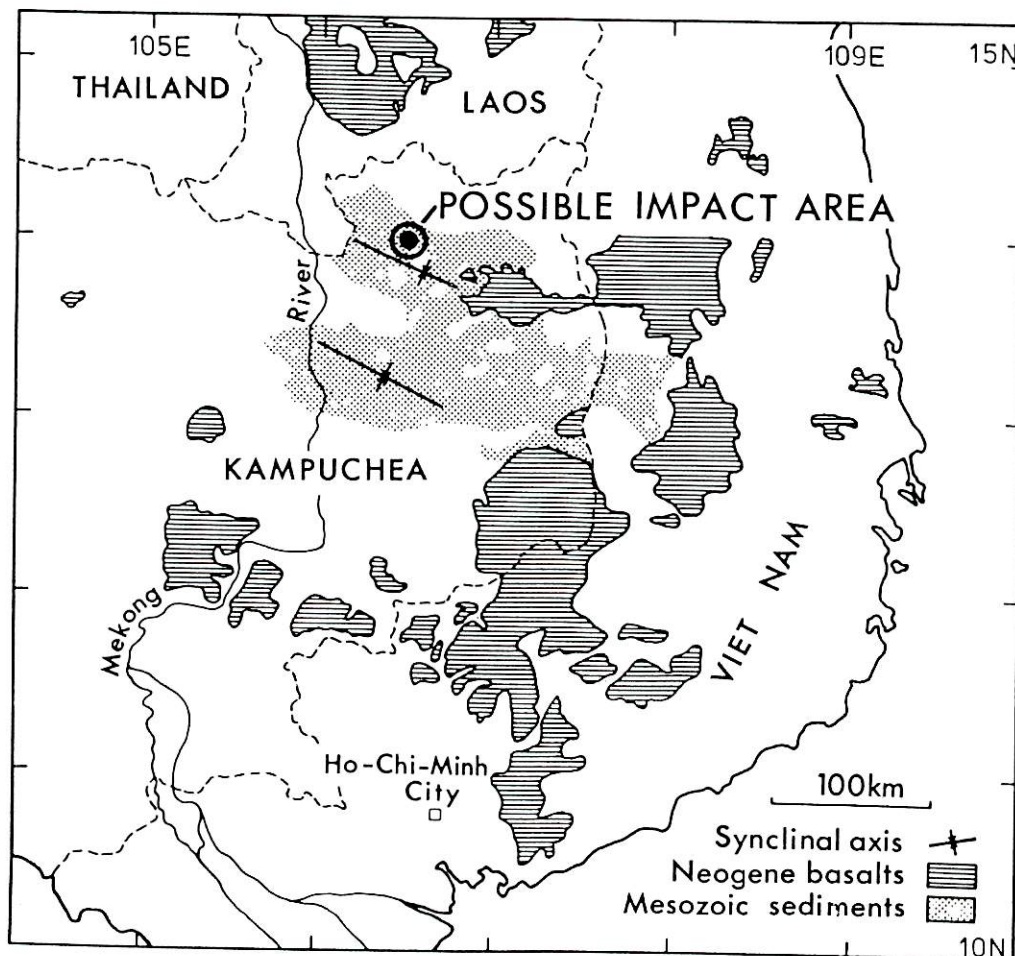 105E
109E
15N
THAILAND
LAOS
POSSIBLE IMPACT AREA
River
KAMPUCHEA
Mekong
VIET NAM
Ho-Chi-Minh
City
100km
Synclinal axis
Neogene basalts
Mesozoic sediments
10N